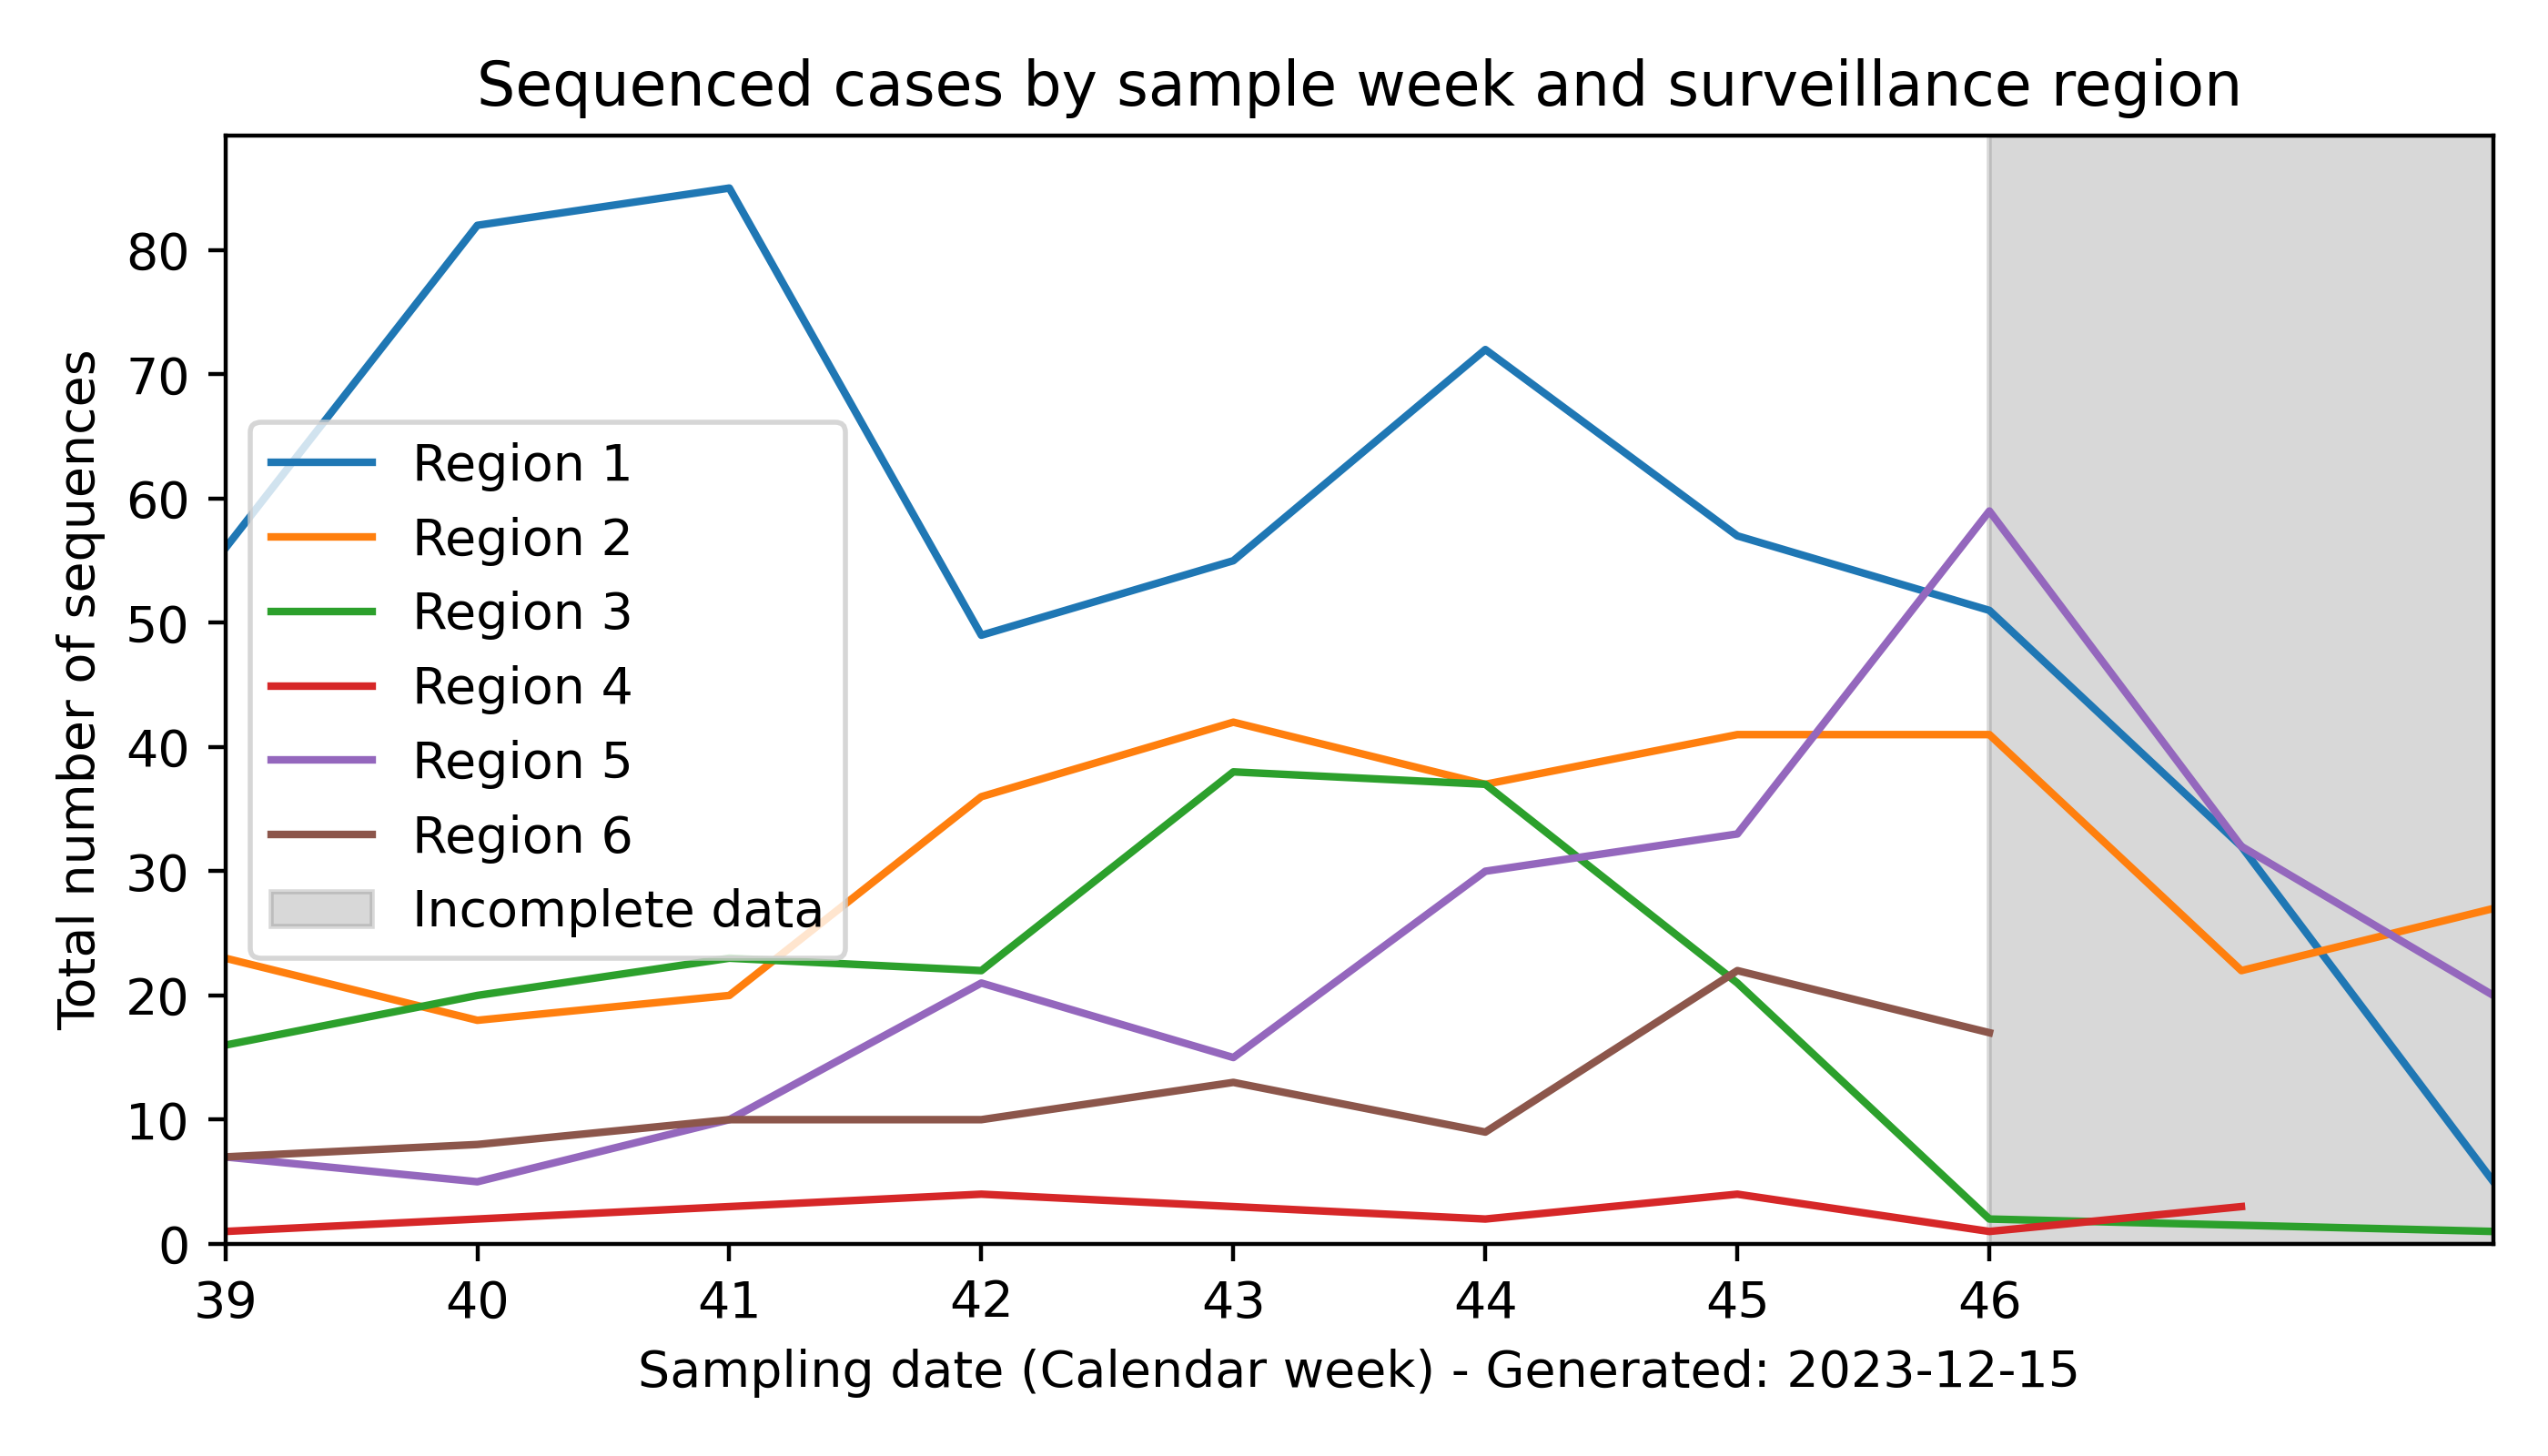 Sequenced cases by sample week and surveillance region
Total number of sequences
80
70
60
50
40
30
20
10
0
Region 1
Region 2
Region 3
Region 4
Region 5
Region 6
Incomplete data
39 40 41 42 43 44 45 46
Sampling date (Calendar week) - Generated: 2023-12-15